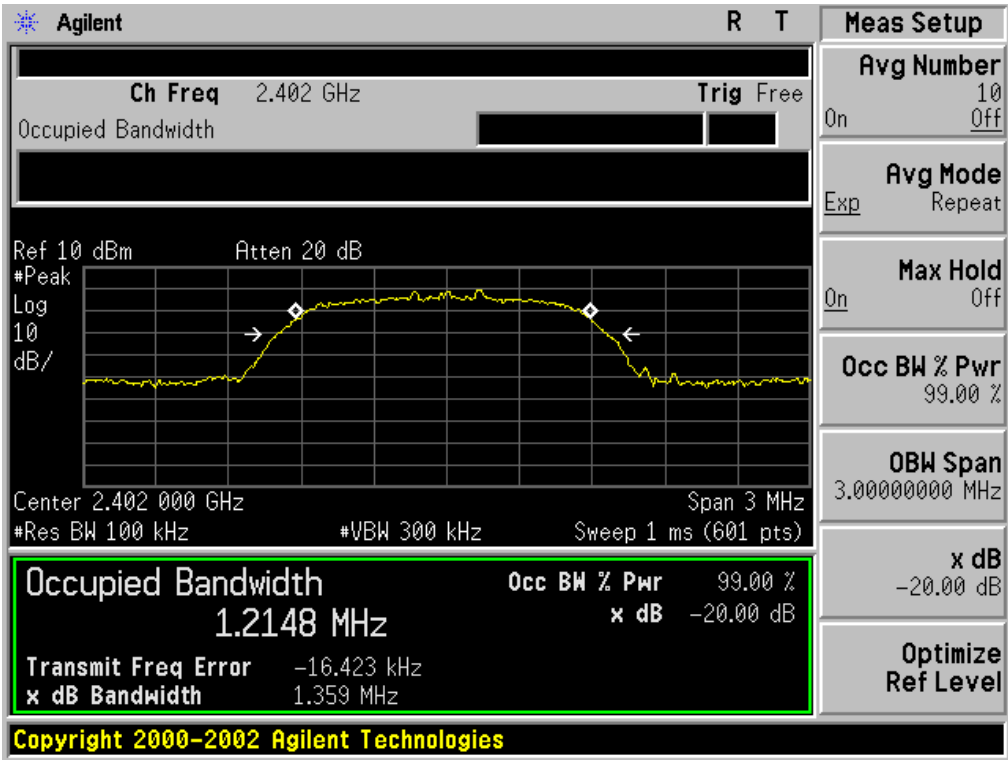 Agilent R T
Ch Freq 2.402 GHz Trig Free
Occupied Bandwidth
Ref 10 dBm Atten 20 dB
#Peak
Log
10
dB/
Center 2.402 000 GHz Span 3 MHz
#Res BW 100 kHz #VBW 300 kHz Sweep 1 ms (601 pts)
Occupied Bandwidth Occ BW % Pwr 99.00 %
1.2148 MHz x dB -20.00 dB
Transmit Freq Error -16.423 kHz
x dB Bandwidth 1.359 MHz
Copyright 2000-2002 Agilent Technologies
Meas Setup
Avg Number
10
On Off
Avg Mode
Exp Repeat
Max Hold
On Off
Occ BW % Pwr
99.00 %
OBW Span
3.00000000 MHz
x dB
-20.00 dB
Optimize
Ref Level